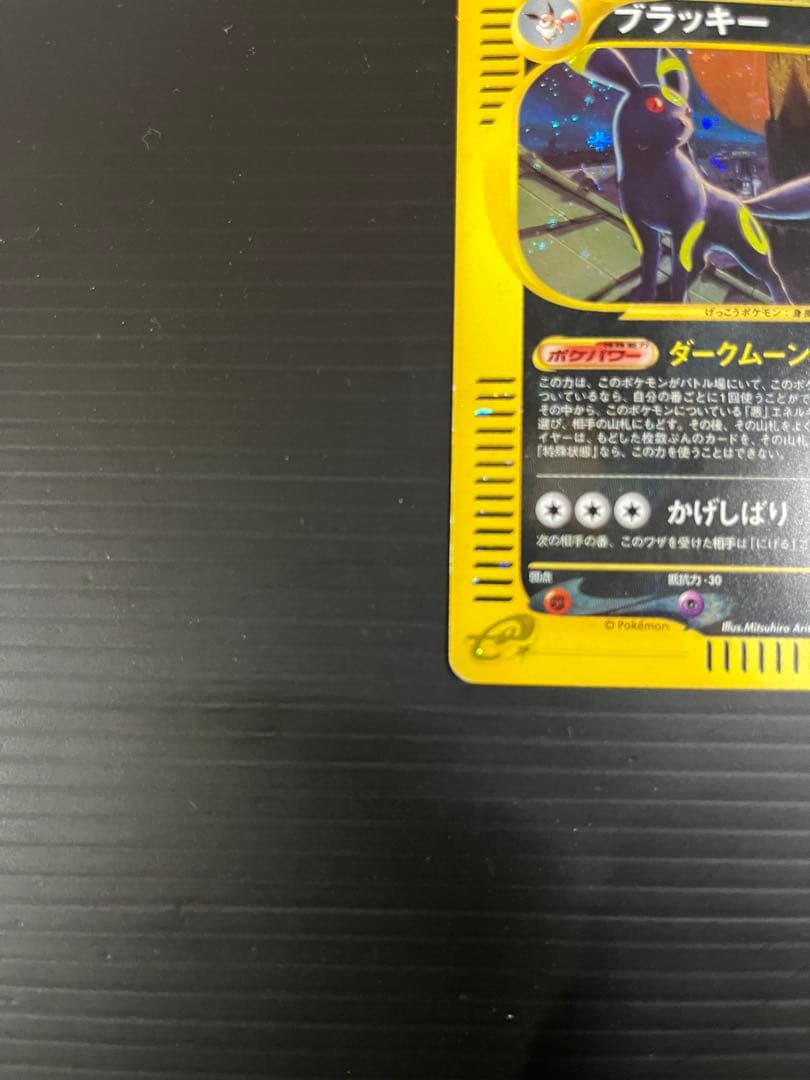 ブラッキー
げっこうポケモン：身
ポケパワー
ダークムーン
この力は、このポケモンがバトル場にいて、このポケ
ついているなら、自分の番ごとに1回使うことがで
その中から、このポケモンについている「悪」エネル
選び、相手の山札にもどす。その後、その山札をよく
イヤーは、もどした枚数ぶんのカードを、その山札
「特殊状態」なら、この力を使うことはできない。
かげしばり
次の相手の番、このワザを受けた相手は「にげる」こ
弱点 抵抗力 -30
© Pokémon Illus.Mitsuhiro Ari